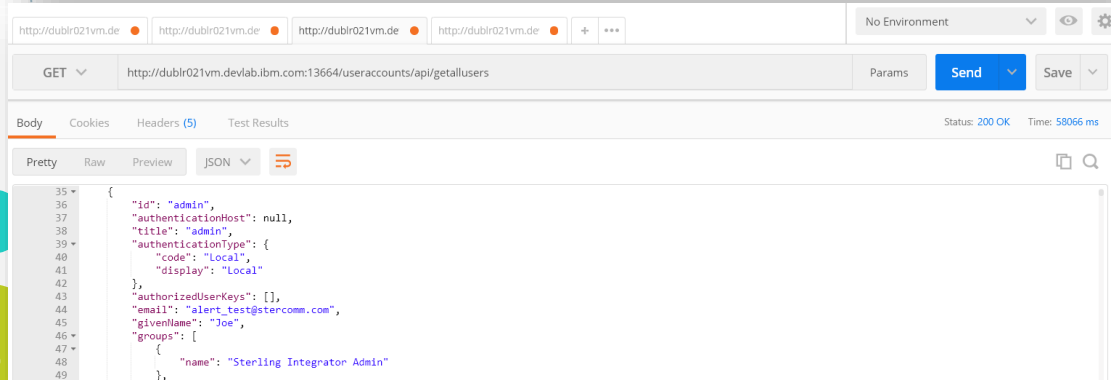 http://dublr021vm.de http://dublr021vm.de http://dublr021vm.de http://dublr021vm.de + ••• No Environment
GET http://dublr021vm.devlab.ibm.com:13664/useraccounts/api/getallusers Params Send Save
Body Cookies Headers (5) Test Results Status: 200 OK Time: 58066 ms
Pretty Raw Preview JSON
35 {
36 "id": "admin",
37 "authenticationHost": null,
38 "title": "admin",
39 "authenticationType": {
40 "code": "Local",
41 "display": "Local"
42 },
43 "authorizedUserKeys": [],
44 "email": "alert_test@stercomm.com",
45 "givenName": "Joe",
46 "groups": [
47 {
48 "name": "Sterling Integrator Admin"
49 },